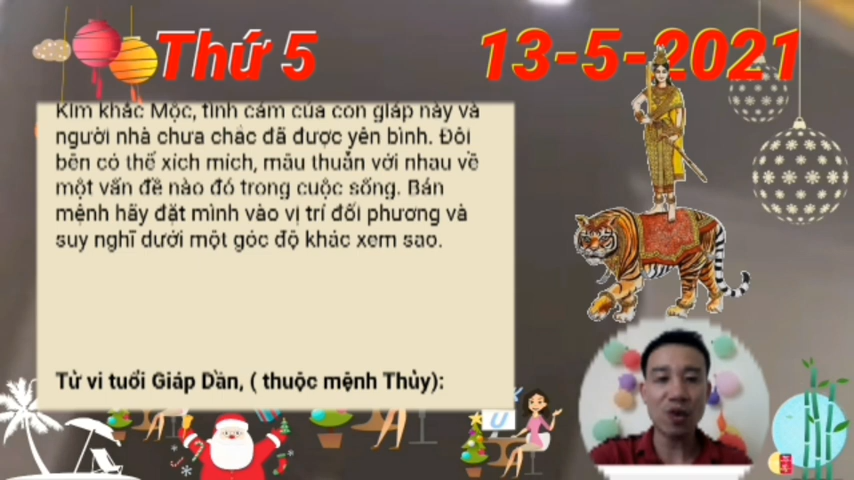 Thứ 5
13-5-2021
Kim khắc Mộc, tình cảm của con giáp này và
người nhà chưa chắc đã được yên bình. Đôi
bên có thể xích mích, mâu thuẫn với nhau về
một vấn đề nào đó trong cuộc sống. Bản
mệnh hãy đặt mình vào vị trí đối phương và
suy nghĩ dưới một góc độ khác xem sao.
Tử vi tuổi Giáp Dần, ( thuộc mệnh Thủy):
U